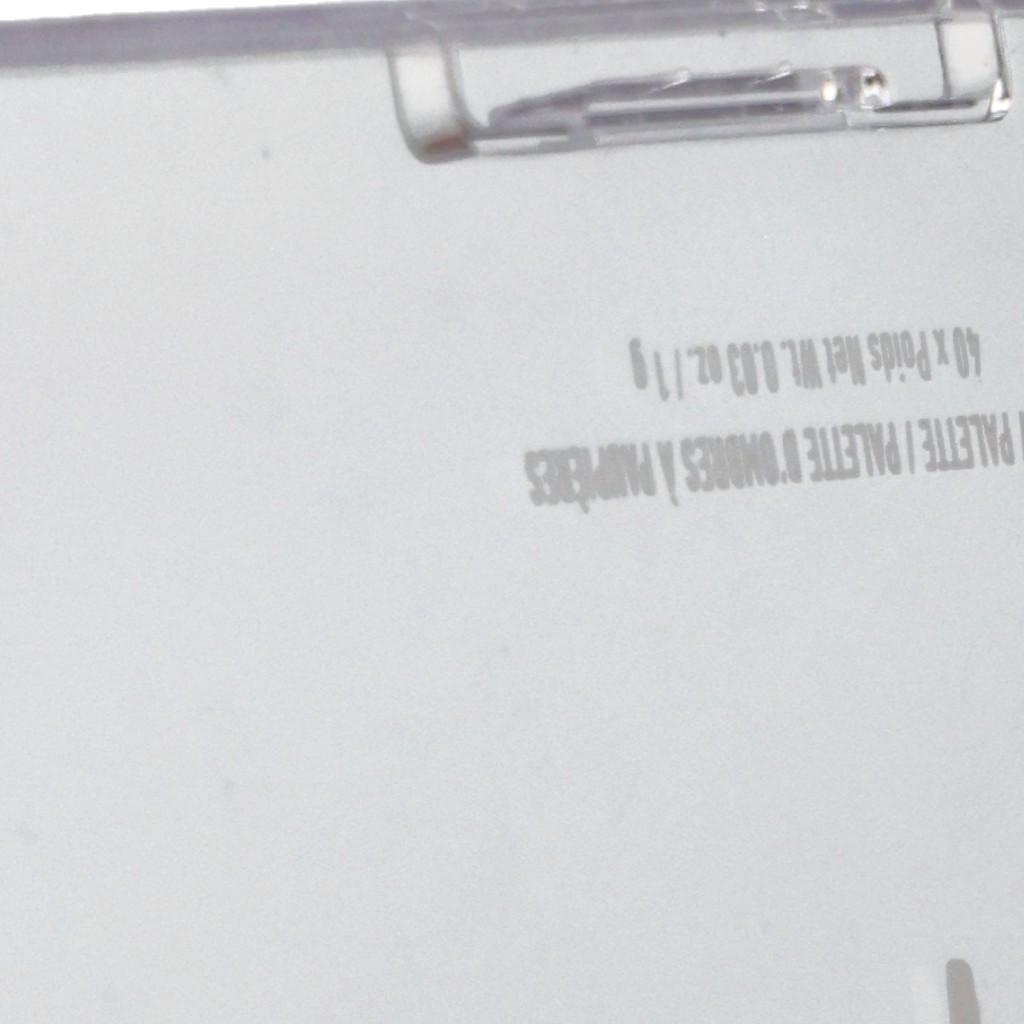 PALETTE / PALETTE D'OMBRES À PAUPIÈRES
40 x Poids Net Wt. 0.03 oz. / 1 g